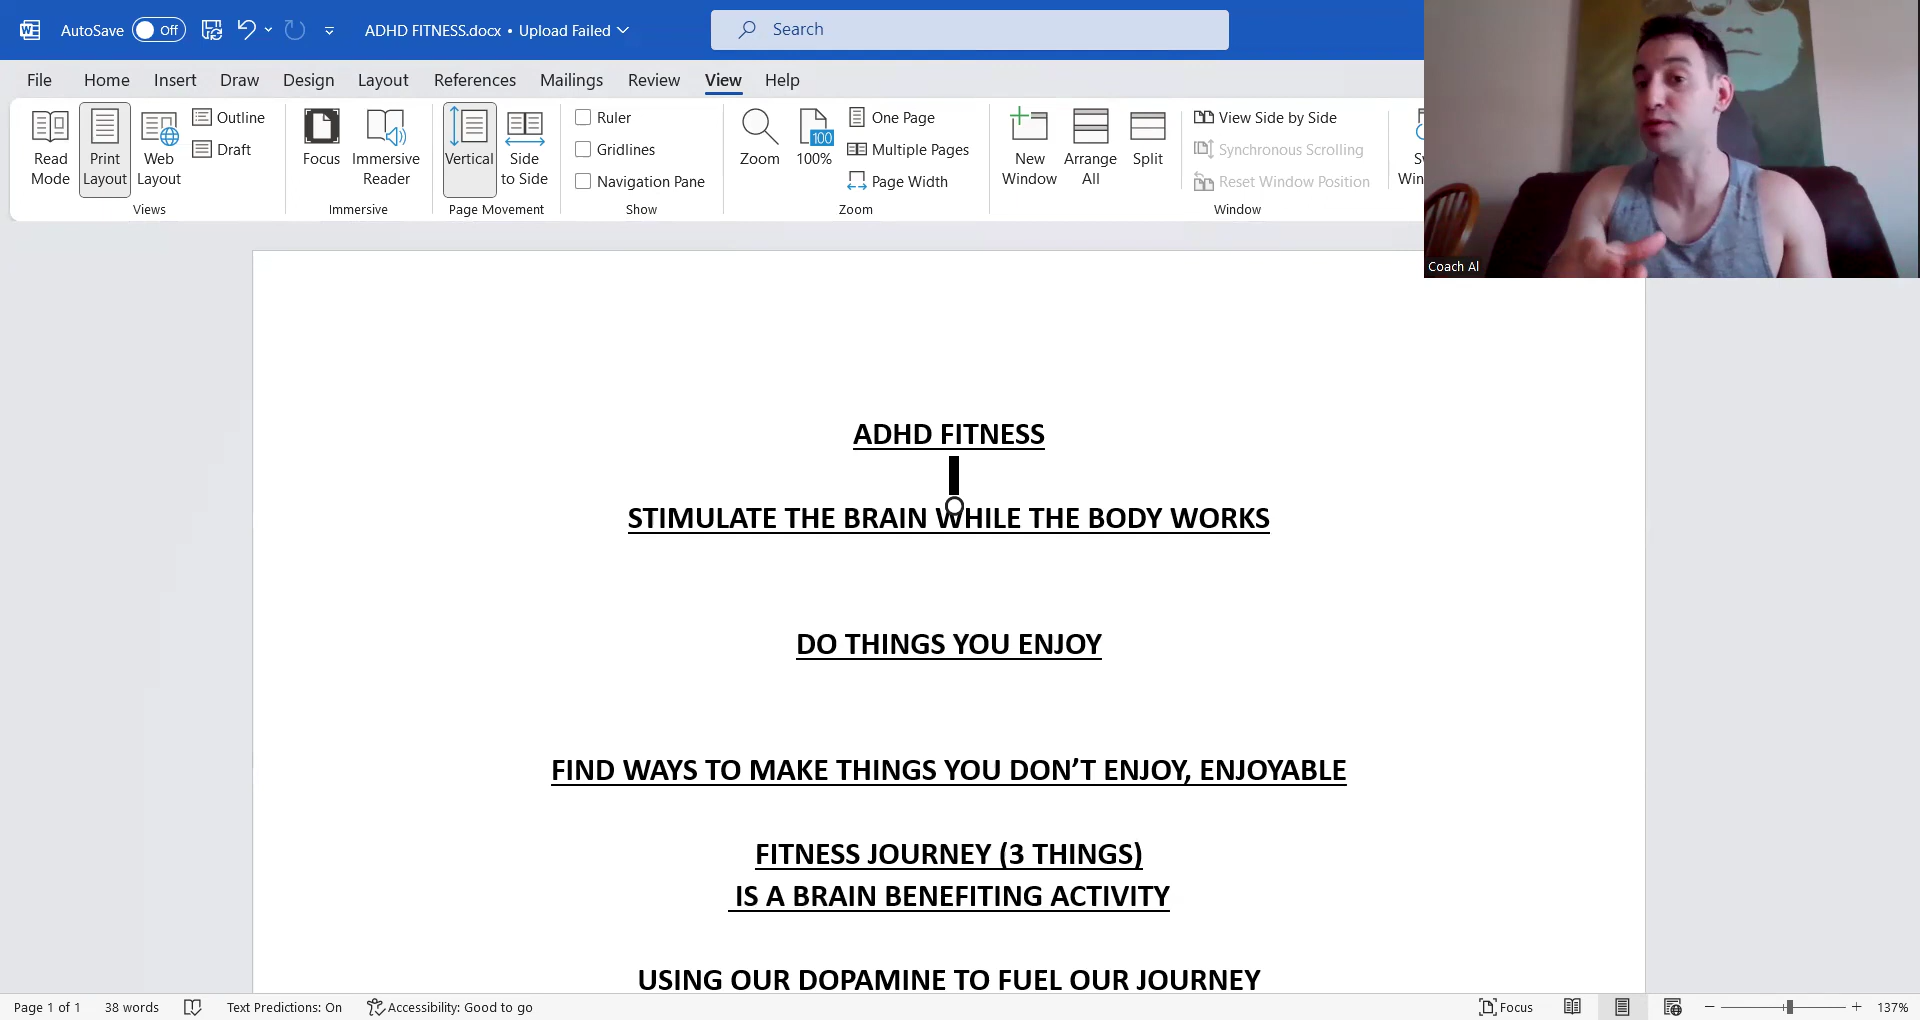 AutoSave Off ADHD FITNESS.docx • Upload Failed Search
File Home Insert Draw Design Layout References Mailings Review View Help
Read Mode
Print Layout
Web Layout
Outline
Draft
Views
Focus
Immersive Reader
Immersive
Vertical
Side to Side
Page Movement
Ruler
Gridlines
Navigation Pane
Show
Zoom
100
100%
One Page
Multiple Pages
Page Width
Zoom
New Window
Arrange All
Split
View Side by Side
Synchronous Scrolling
Reset Window Position
Window
Coach Al
ADHD FITNESS
STIMULATE THE BRAIN WHILE THE BODY WORKS
DO THINGS YOU ENJOY
FIND WAYS TO MAKE THINGS YOU DON’T ENJOY, ENJOYABLE
FITNESS JOURNEY (3 THINGS)
IS A BRAIN BENEFITING ACTIVITY
USING OUR DOPAMINE TO FUEL OUR JOURNEY
Page 1 of 1 38 words Text Predictions: On Accessibility: Good to go Focus 137%